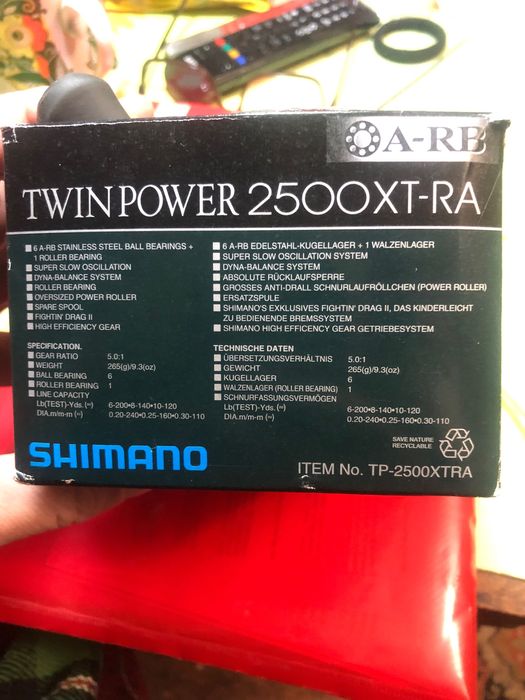 A-RB
TWINPOWER 2500XT-RA
■ 6 A-RB STAINLESS STEEL BALL BEARINGS +
1 ROLLER BEARING
■ SUPER SLOW OSCILLATION
■ DYNA-BALANCE SYSTEM
■ ROLLER BEARING
■ OVERSIZED POWER ROLLER
■ SPARE SPOOL
■ FIGHTIN' DRAG II
■ HIGH EFFICIENCY GEAR
SPECIFICATION.
■ GEAR RATIO 5.0:1
■ WEIGHT 265(g)/9.3(oz)
■ BALL BEARING 6
■ ROLLER BEARING 1
■ LINE CAPACITY
Lb(TEST)-Yds. (∞) 6-200•8-140•10-120
DIA.m/m-m (∞) 0.20-240•0.25-160•0.30-110
■ 6 A-RB EDELSTAHL-KUGELLAGER + 1 WALZENLAGER
■ SUPER SLOW OSCILLATION SYSTEM
■ DYNA-BALANCE SYSTEM
■ ABSOLUTE RÜCKLAUFSPERRE
■ GROSSES ANTI-DRALL SCHNURLAUFRÖLLCHEN (POWER ROLLER)
■ ERSATZSPULE
■ SHIMANO'S EXKLUSIVES FIGHTIN' DRAG II, DAS KINDERLEICHT
ZU BEDIENENDE BREMSSYSTEM
■ SHIMANO HIGH EFFICENCY GEAR GETRIEBESYSTEM
TECHNISCHE DATEN
■ ÜBERSETZUNGSVERHÄLTNIS 5.0:1
■ GEWICHT 265(g)/9.3(oz)
■ KUGELLAGER 6
■ WALZENLAGER (ROLLER BEARING) 1
■ SCHNURFASSUNGSVERMÖGEN
Lb(TEST)-Yds. (∞) 6-200•8-140•10-120
DIA.m/m-m (∞) 0.20-240•0.25-160•0.30-110
SAVE NATURE
RECYCLABLE
SHIMANO
ITEM No. TP-2500XTRA